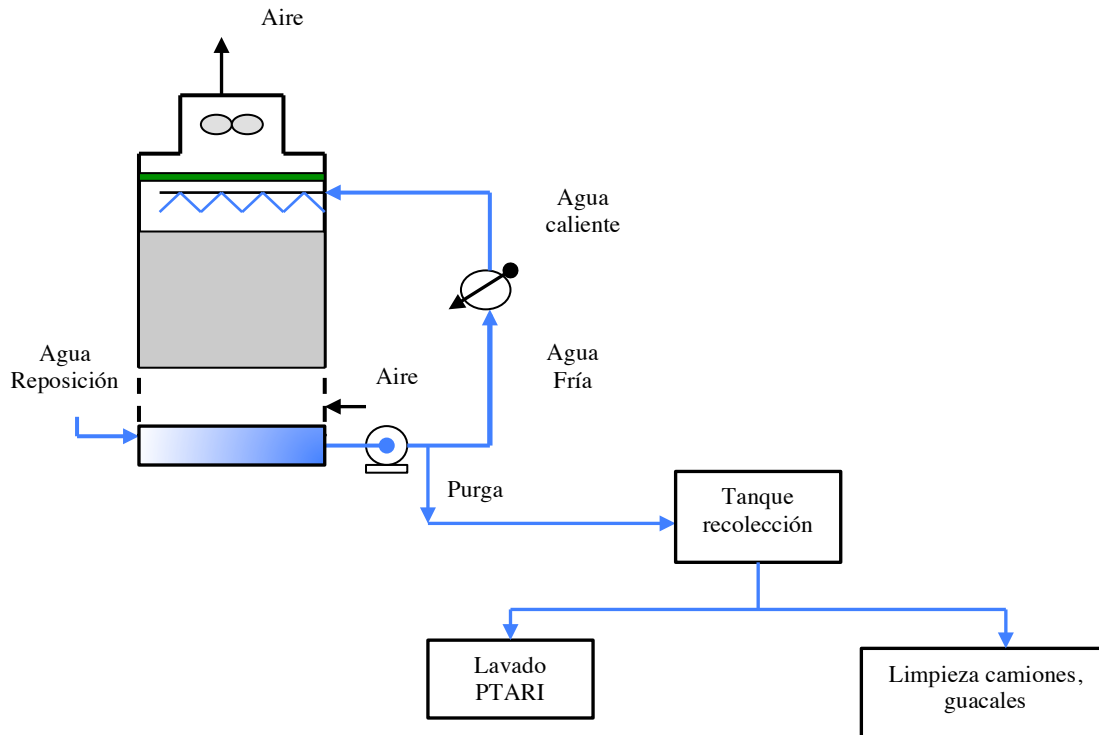 Aire
Agua
caliente
Agua
Reposición
Aire
Agua
Fría
Purga
Tanque
recolección
Lavado
PTARI
Limpieza camiones,
guacales